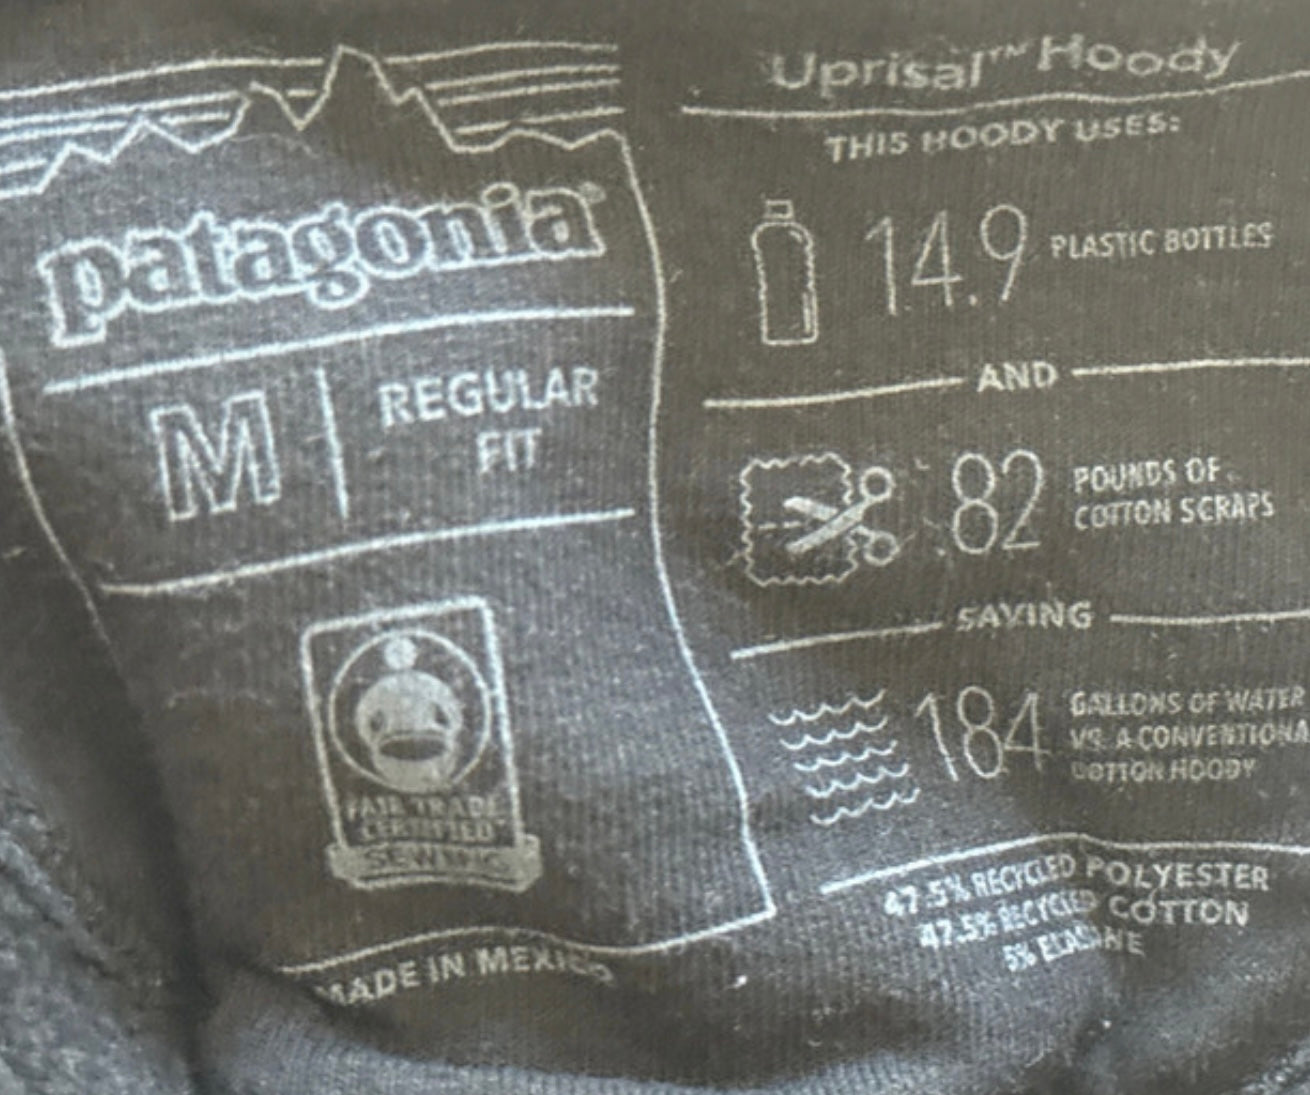 patagonia®
M
REGULAR
FIT
FAIR TRADE
CERTIFIED™
SEWING
MADE IN MEXICO
Uprisal™ Hoody
THIS HOODY USES:
14.9 PLASTIC BOTTLES
AND
82 POUNDS OF
COTTON SCRAPS
SAVING
184 GALLONS OF WATER
VS. A CONVENTIONA
COTTON HOODY
47.5% RECYCLED POLYESTER
47.5% RECYCLED COTTON
5% ELASTANE